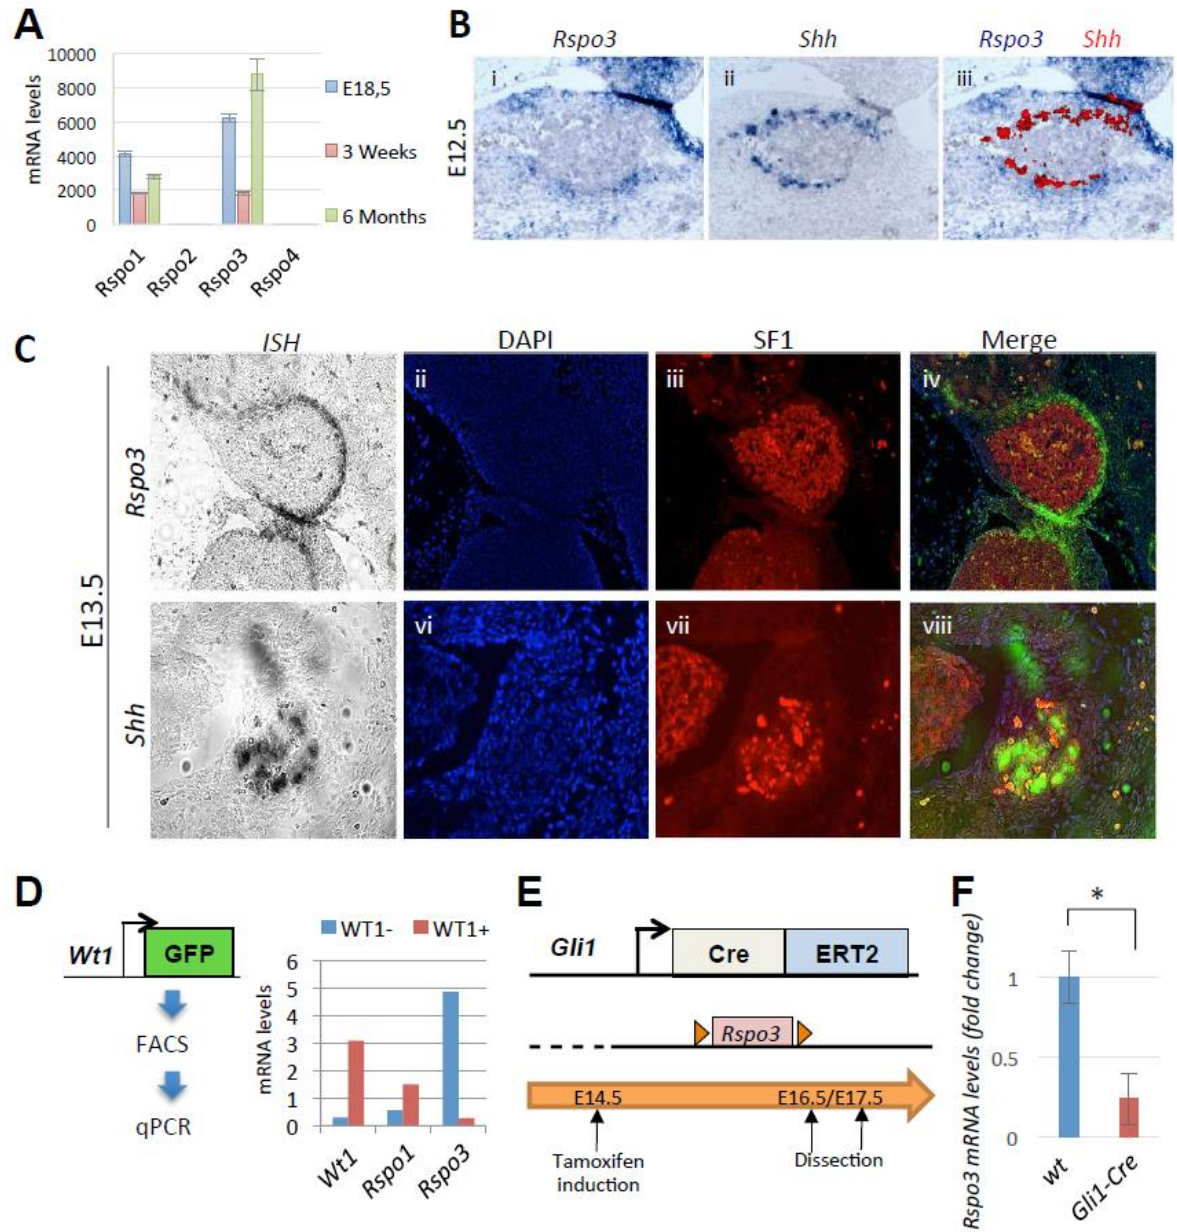 A
mRNA levels
10000
8000
6000
4000
2000
0
Rspo1
Rspo2
Rspo3
Rspo4
E18,5
3 Weeks
6 Months
B
Rspo3
Shh
Rspo3 Shh
E12.5
i
ii
iii
C
ISH
DAPI
SF1
Merge
E13.5
Rspo3
ii
iii
iv
Shh
vi
vii
viii
D
Wt1
GFP
FACS
qPCR
WT1-
WT1+
mRNA levels
6
5
4
3
2
1
0
Wt1
Rspo1
Rspo3
E
Gli1
Cre
ERT2
Rspo3
E14.5
E16.5/E17.5
Tamoxifen
induction
Dissection
F
Rspo3 mRNA levels (fold change)
*
1
0.5
0
wt
Gli1-Cre